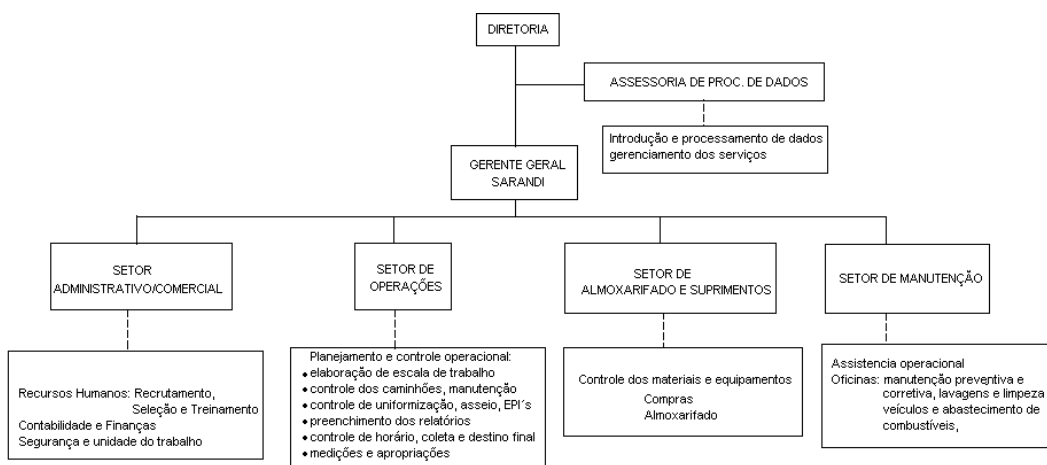 DIRETORIA
ASSESSORIA DE PROC. DE DADOS
Introdução e processamento de dados
gerenciamento dos serviços
GERENTE GERAL
SARANDI
SETOR
ADMINISTRATIVO/COMERCIAL
SETOR DE
OPERAÇÕES
SETOR DE
ALMOXARIFADO E SUPRIMENTOS
SETOR DE MANUTENÇÃO
Recursos Humanos: Recrutamento,
Seleção e Treinamento
Contabilidade e Finanças
Segurança e unidade do trabalho
Planejamento e controle operacional:
• elaboração de escala de trabalho
• controle dos caminhões, manutenção
• controle de uniformização, asseio, EPI´s
• preenchimento dos relatórios
• controle de horário, coleta e destino final
• medições e apropriações
Controle dos materiais e equipamentos
Compras
Almoxarifado
Assistencia operacional
Oficinas: manutenção preventiva e
corretiva, lavagens e limpeza
veículos e abastecimento de
combustíveis,